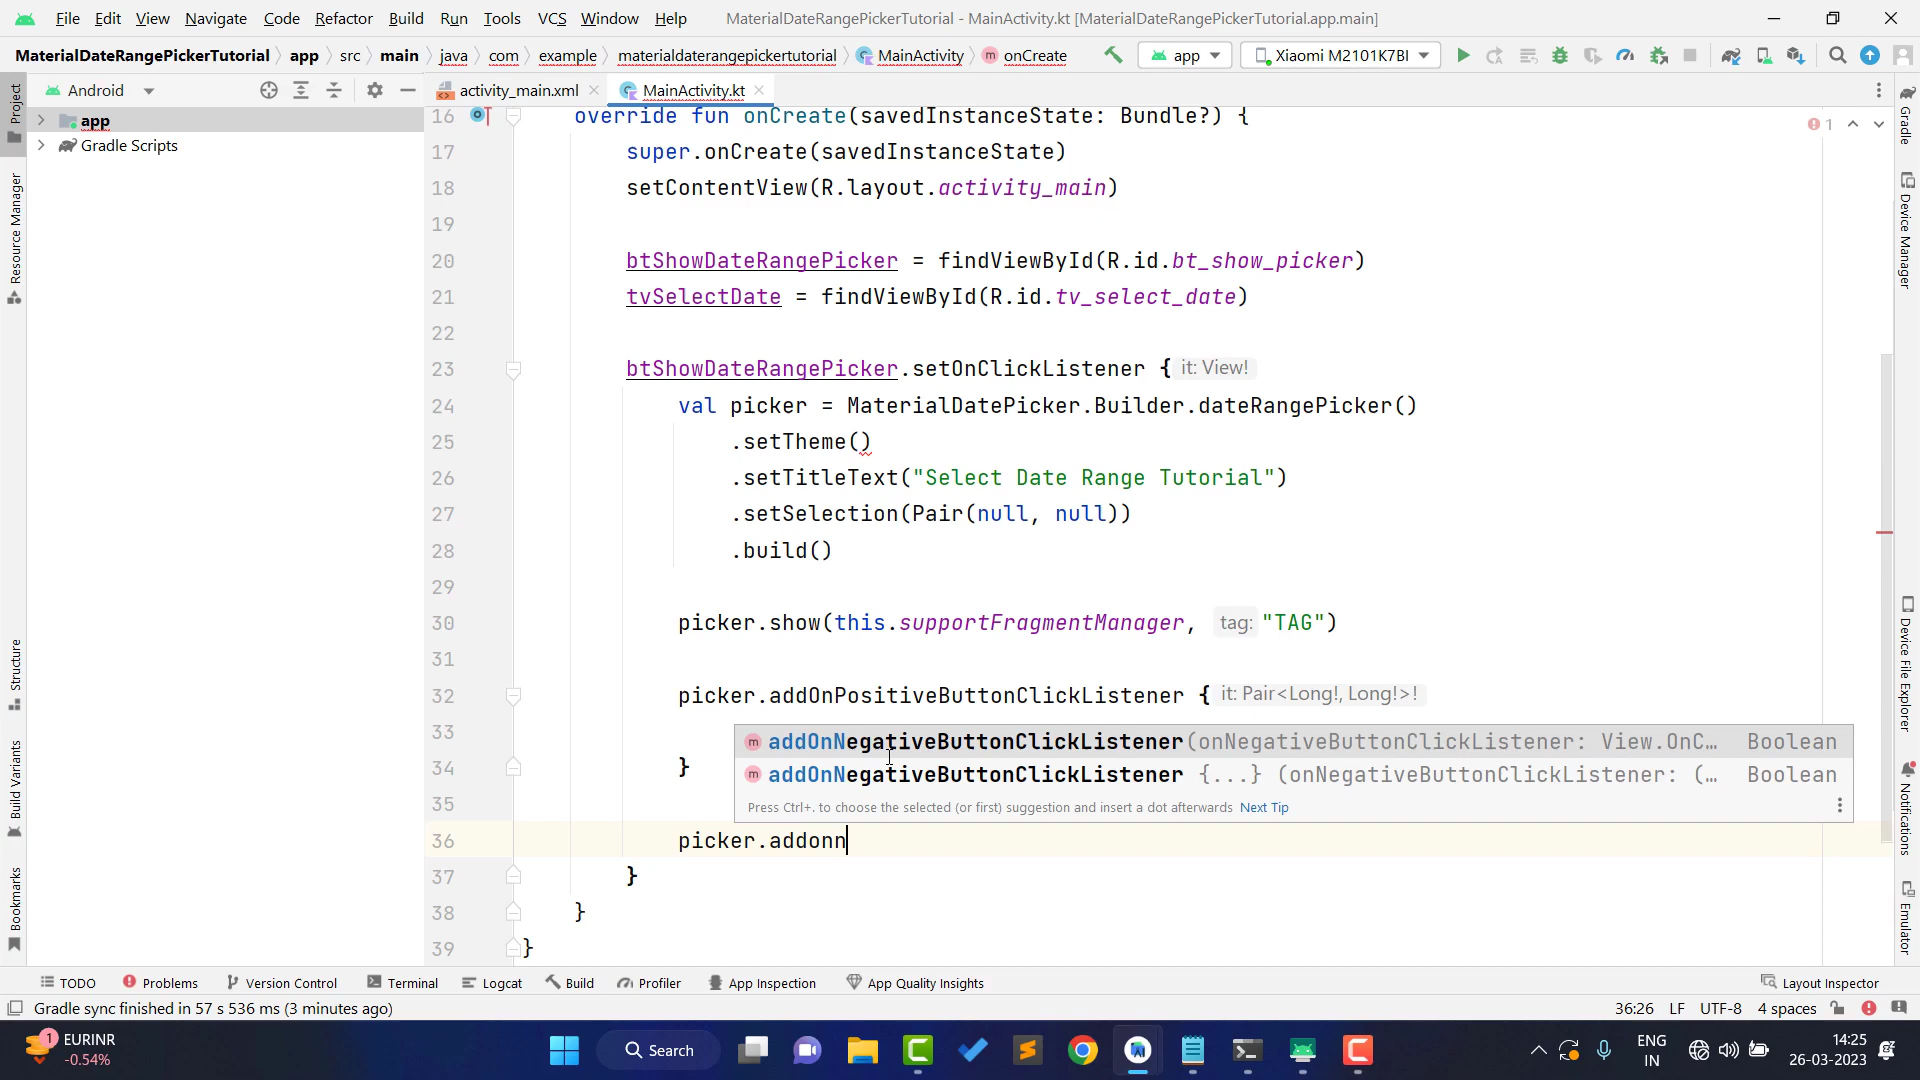 File Edit View Navigate Code Refactor Build Run Tools VCS Window Help MaterialDateRangePickerTutorial - MainActivity.kt [MaterialDateRangePickerTutorial.app.main]
MaterialDateRangePickerTutorial app src main java com example materialdaterangepickertutorial MainActivity onCreate app Xiaomi M2101K7BI
Android
activity_main.xml MainActivity.kt
app
Gradle Scripts
Project
Resource Manager
Structure
Build Variants
Bookmarks
16 override fun onCreate(savedInstanceState: Bundle?) { 1
17 super.onCreate(savedInstanceState)
18 setContentView(R.layout.activity_main)
19
20 btShowDateRangePicker = findViewById(R.id.bt_show_picker)
21 tvSelectDate = findViewById(R.id.tv_select_date)
22
23 btShowDateRangePicker.setOnClickListener { it: View!
24 val picker = MaterialDatePicker.Builder.dateRangePicker()
25 .setTheme()
26 .setTitleText("Select Date Range Tutorial")
27 .setSelection(Pair(null, null))
28 .build()
29
30 picker.show(this.supportFragmentManager, tag: "TAG")
31
32 picker.addOnPositiveButtonClickListener { it: Pair<Long!, Long!>!
33
addOnNegativeButtonClickListener(onNegativeButtonClickListener: View.OnC… Boolean
34 }
addOnNegativeButtonClickListener {...} (onNegativeButtonClickListener: (… Boolean
35
Press Ctrl+. to choose the selected (or first) suggestion and insert a dot afterwards Next Tip
36 picker.addonn
37 }
38 }
39 }
Gradle
Device Manager
Device File Explorer
Notifications
Emulator
TODO Problems Version Control Terminal Logcat Build Profiler App Inspection App Quality Insights Layout Inspector
Gradle sync finished in 57 s 536 ms (3 minutes ago) 36:26 LF UTF-8 4 spaces
1 EURINR
-0.54%
Search
ENG
IN
14:25
26-03-2023